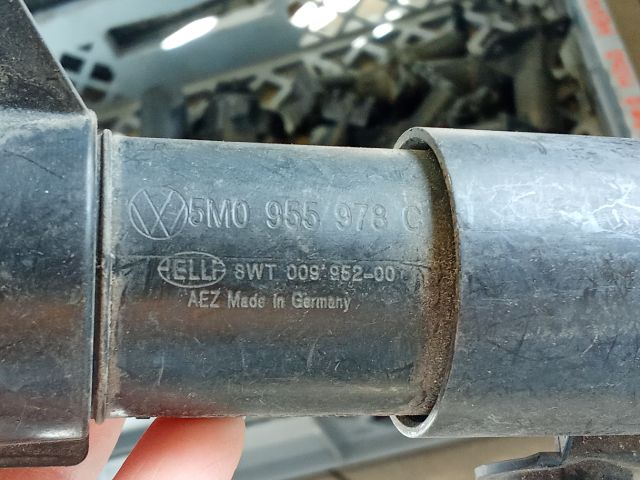 5M0 955 978 C
HELLA 8WT 009 952-00
AEZ Made in Germany